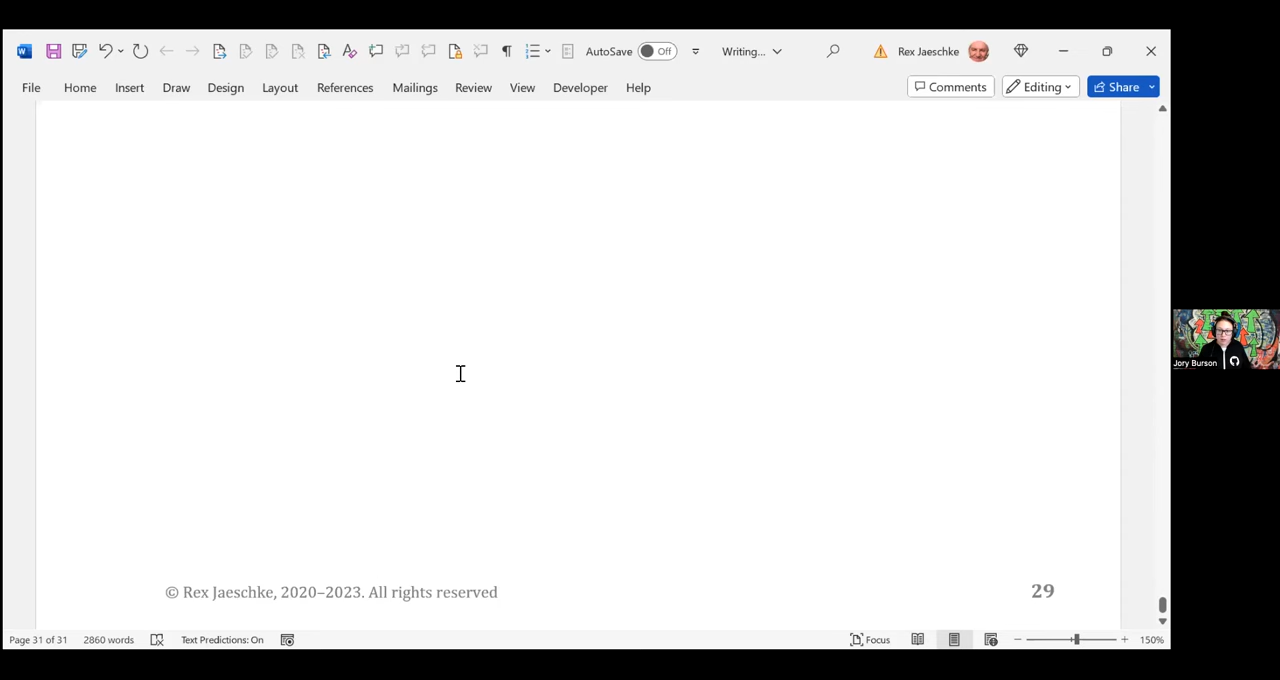 AutoSave Off Writing... Rex Jaeschke
File Home Insert Draw Design Layout References Mailings Review View Developer Help Comments Editing Share
Jory Burson
© Rex Jaeschke, 2020–2023. All rights reserved 29
Page 31 of 31 2860 words Text Predictions: On Focus 150%